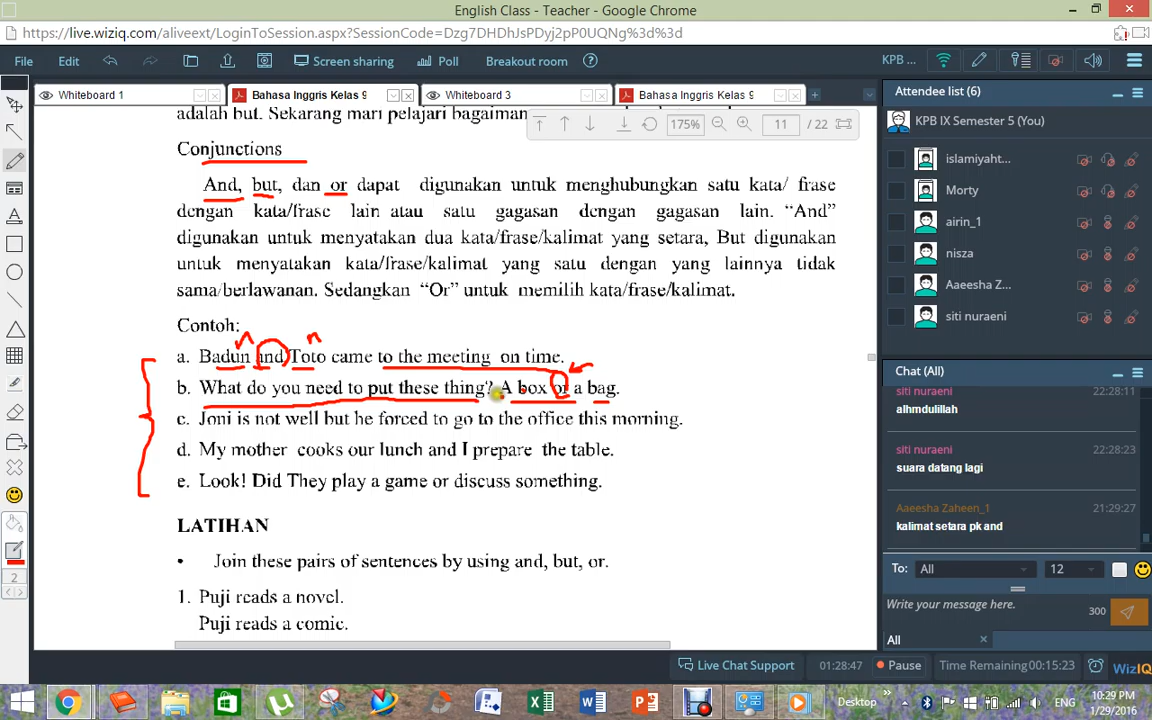 English Class - Teacher - Google Chrome
https://live.wiziq.com/aliveext/LoginToSession.aspx?SessionCode=Dzg7DHDhJsPDyj2pP0UQNg%3d%3d
File Edit Screen sharing Poll Breakout room ? KPB ...
Whiteboard 1 Bahasa Inggris Kelas 9 Whiteboard 3 Bahasa Inggris Kelas 9
Attendee list (6)
adalah but. Sekarang mari pelajari bagaiman
175% 11 / 22
KPB IX Semester 5 (You)
islamiyaht...
Morty
airin_1
nisza
Aaeesha Z...
siti nuraeni
Conjunctions
And, but, dan or dapat digunakan untuk menghubungkan satu kata/ frase
dengan kata/frase lain atau satu gagasan dengan gagasan lain. “And”
digunakan untuk menyatakan dua kata/frase/kalimat yang setara, But digunakan
untuk menyatakan kata/frase/kalimat yang satu dengan yang lainnya tidak
sama/berlawanan. Sedangkan “Or” untuk memilih kata/frase/kalimat.
Contoh:
n n
a. Badun and Toto came to the meeting on time.
b. What do you need to put these thing? A box or a bag.
c. Joni is not well but he forced to go to the office this morning.
d. My mother cooks our lunch and I prepare the table.
e. Look! Did They play a game or discuss something.
LATIHAN
• Join these pairs of sentences by using and, but, or.
1. Puji reads a novel.
Puji reads a comic.
Chat (All)
siti nuraeni 22:28:11
alhmdulillah
siti nuraeni 22:28:23
suara datang lagi
Aaeesha Zaheen_1 21:29:27
kalimat setara pk and
To: All 12
Write your message here. 300
All
2
Live Chat Support 01:28:47 Pause Time Remaining 00:15:23 WizIQ
Desktop ENG 10:29 PM
1/29/2016